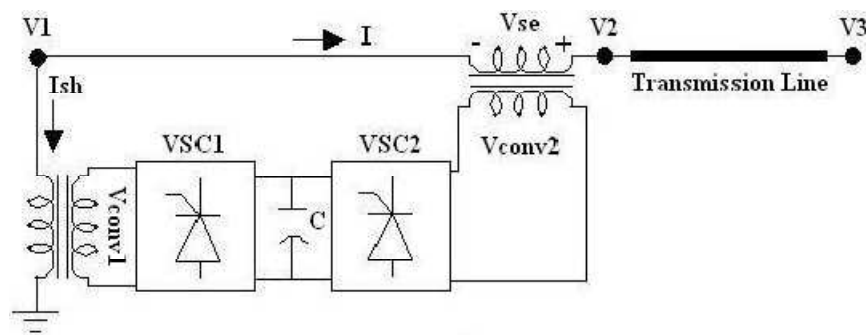 V1
I
Vse
- +
V2
V3
Ish
Transmission Line
VSC1
VSC2
Vconv2
Vconv1
C